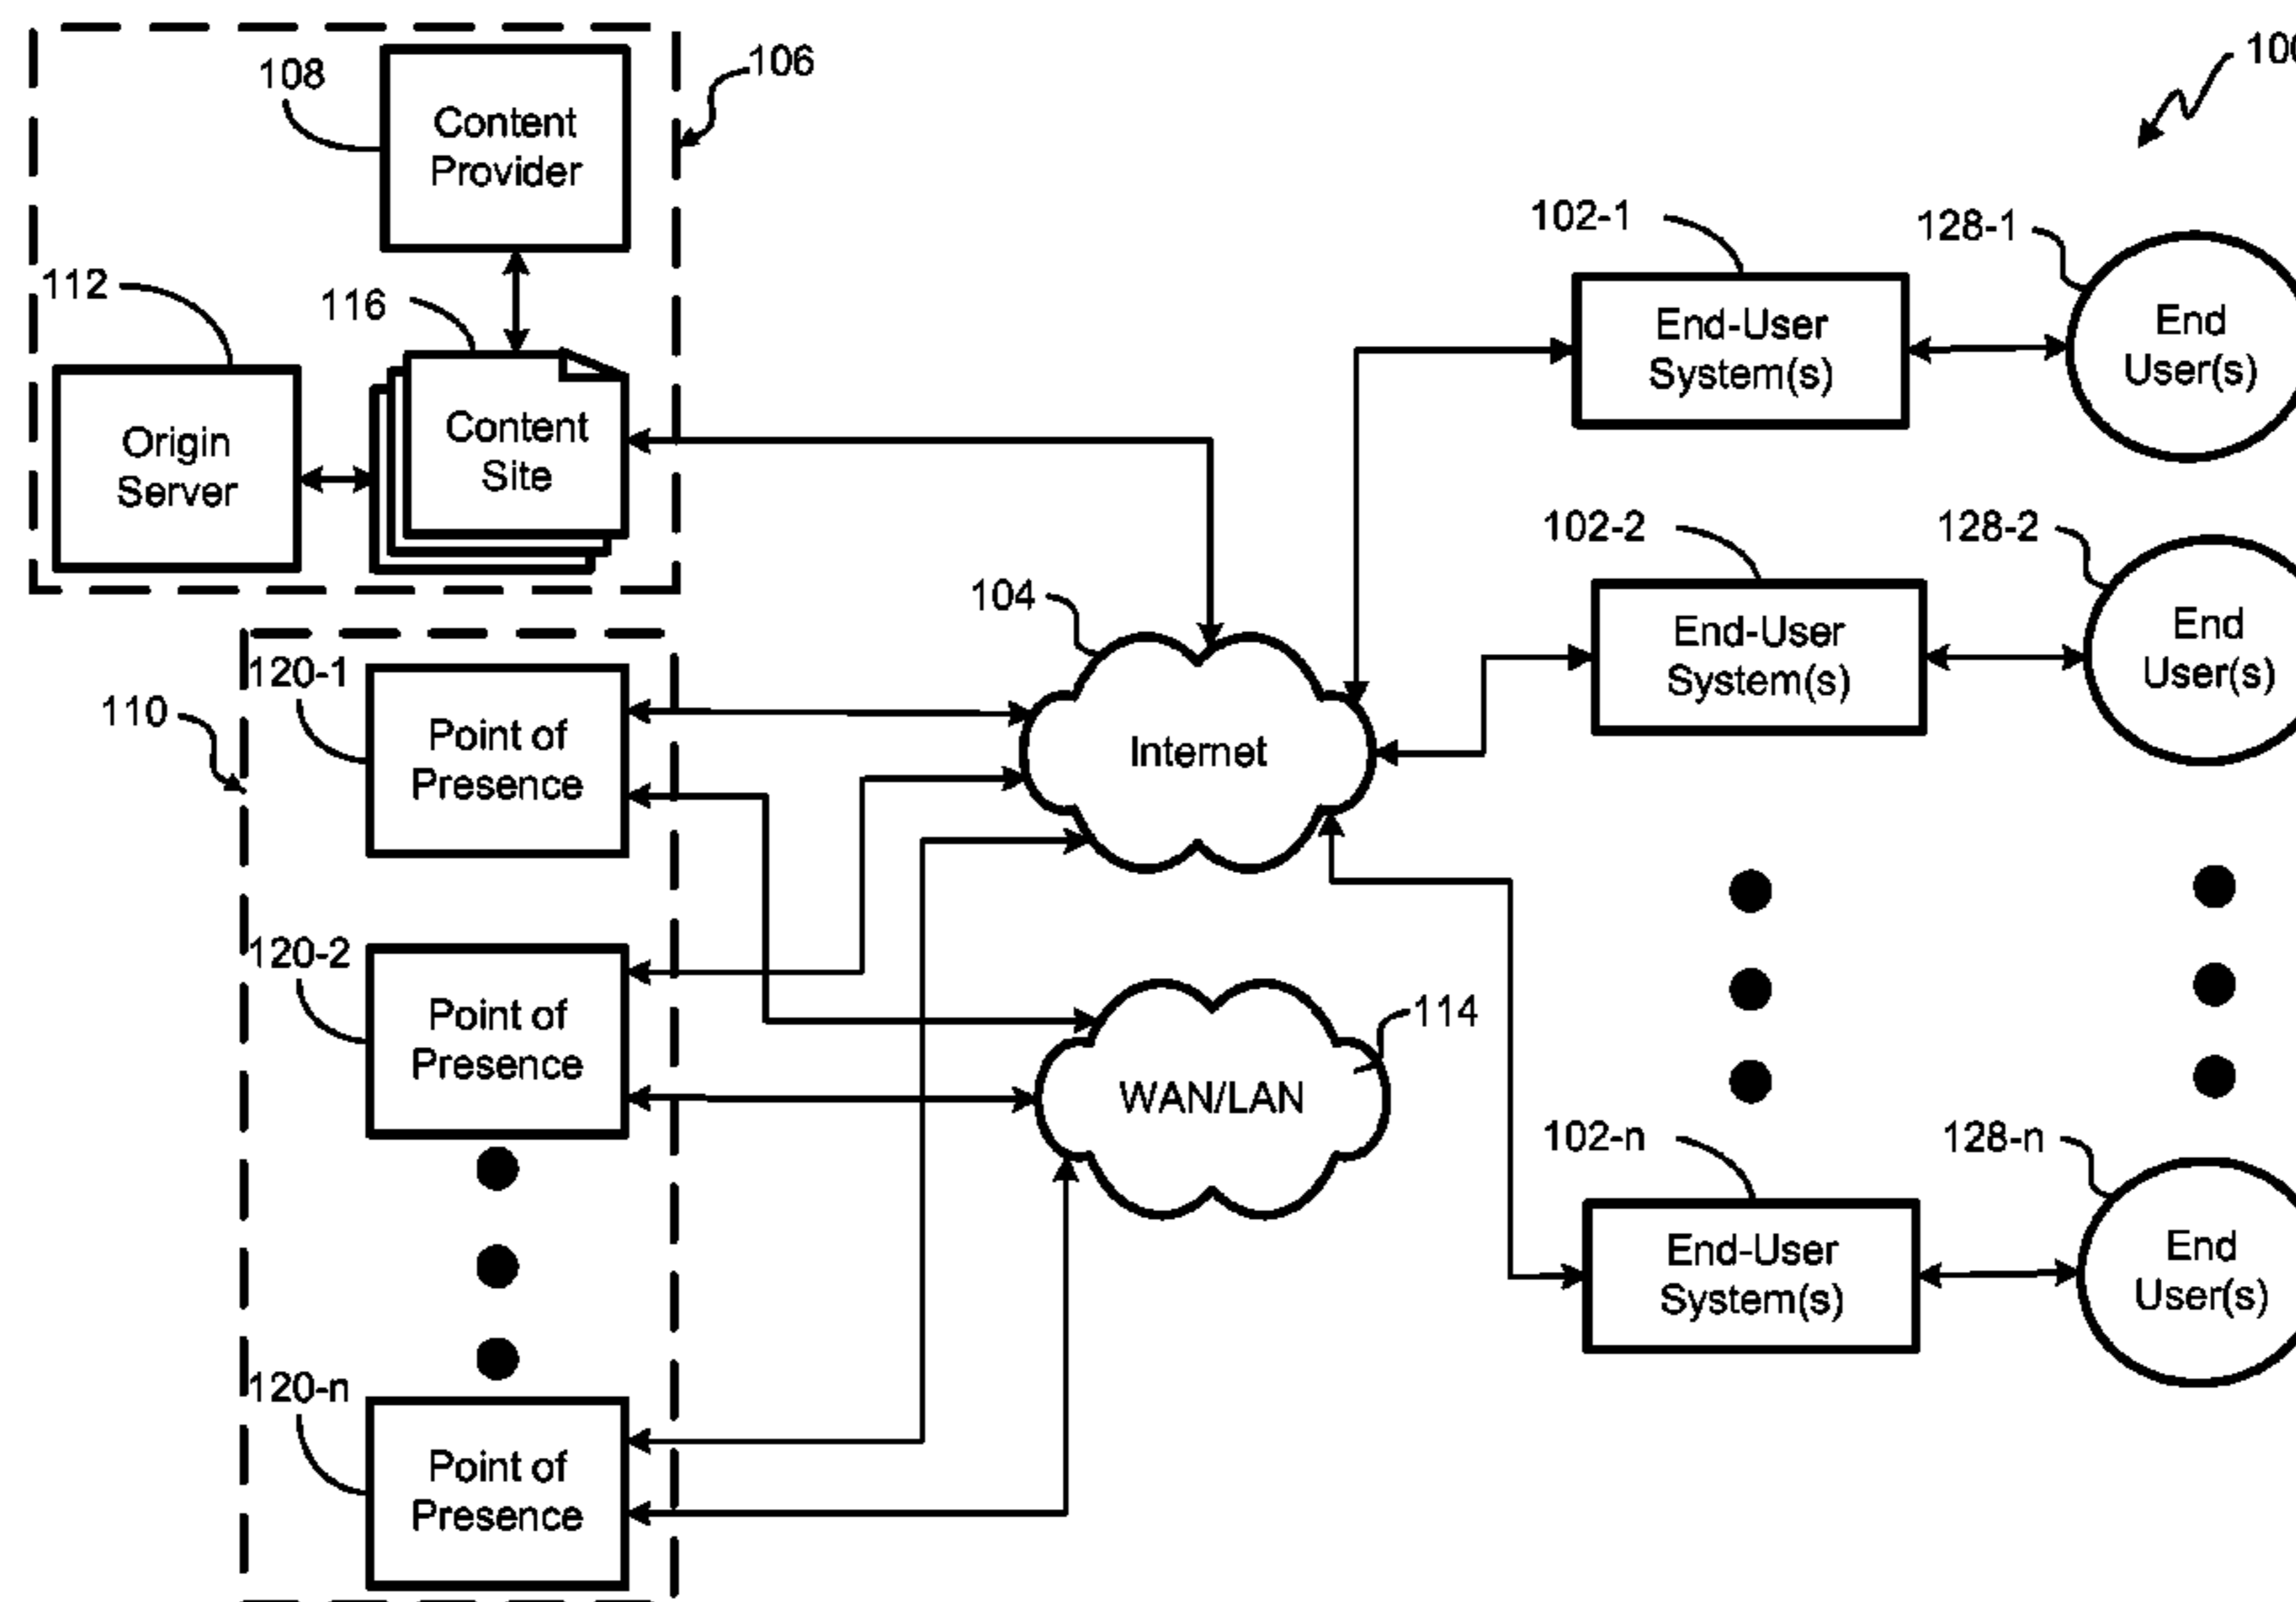 108
Content
Provider
106
112
116
Origin
Server
Content
Site
102-1
End-User
System(s)
128-1
End
User(s)
102-2
End-User
System(s)
128-2
End
User(s)
104
Internet
110
120-1
Point of
Presence
120-2
Point of
Presence
114
WAN/LAN
102-n
End-User
System(s)
128-n
End
User(s)
120-n
Point of
Presence